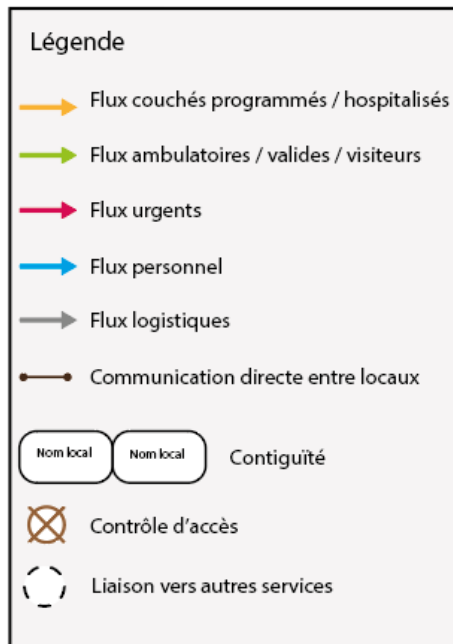 Légende
Flux couchés programmés / hospitalisés
Flux ambulatoires / valides / visiteurs
Flux urgents
Flux personnel
Flux logistiques
Communication directe entre locaux
Nom local Nom local Contiguïté
Contrôle d’accès
Liaison vers autres services